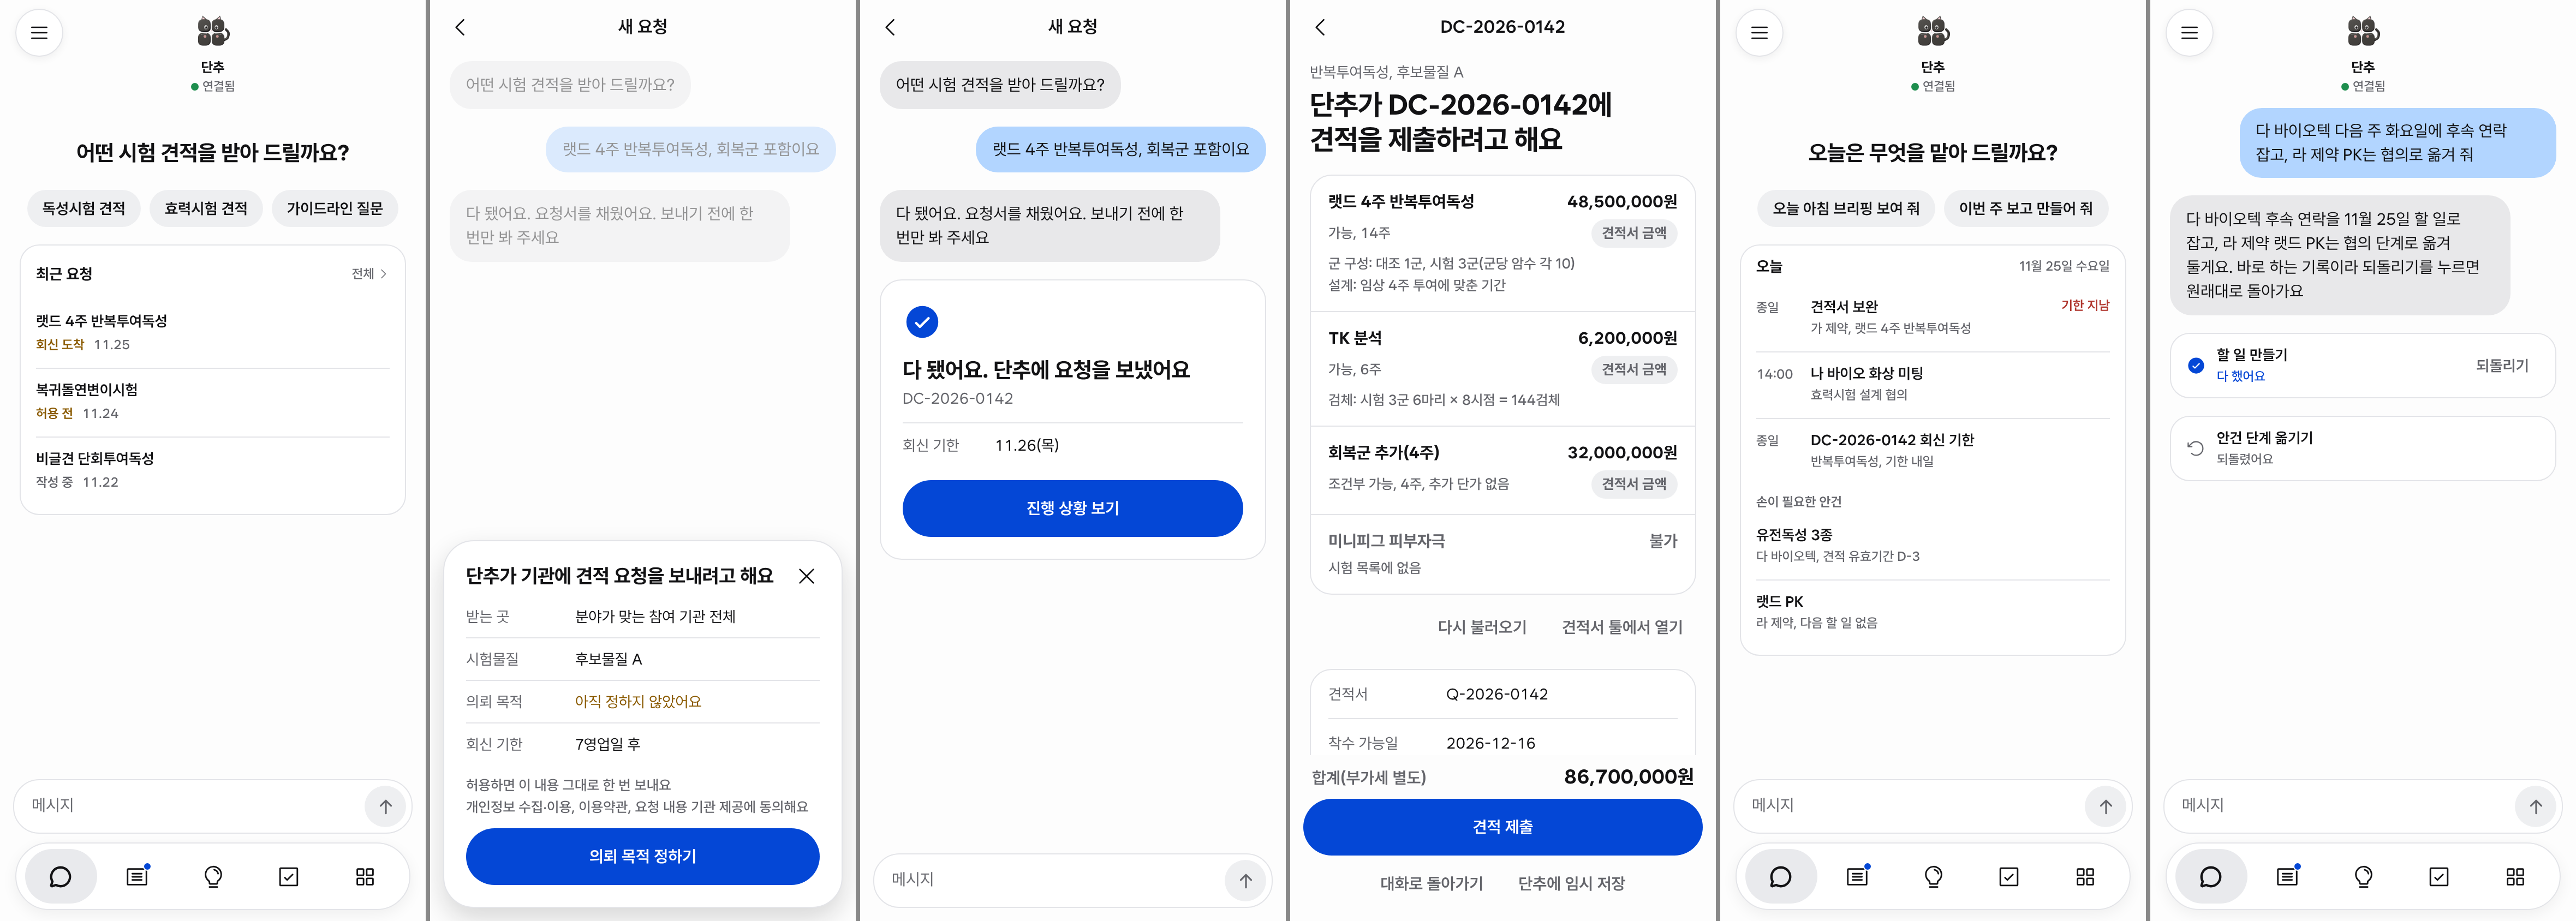 단추
연결됨
어떤 시험 견적을 받아 드릴까요?
독성시험 견적
효력시험 견적
가이드라인 질문
최근 요청
전체
랫드 4주 반복투여독성
회신 도착 11.25
복귀돌연변이시험
허용 전 11.24
비글견 단회투여독성
작성 중 11.22
메시지
새 요청
어떤 시험 견적을 받아 드릴까요?
랫드 4주 반복투여독성, 회복군 포함이요
다 됐어요. 요청서를 채웠어요. 보내기 전에 한
번만 봐 주세요
단추가 기관에 견적 요청을 보내려고 해요
받는 곳 분야가 맞는 참여 기관 전체
시험물질 후보물질 A
의뢰 목적 아직 정하지 않았어요
회신 기한 7영업일 후
허용하면 이 내용 그대로 한 번 보내요
개인정보 수집·이용, 이용약관, 요청 내용 기관 제공에 동의해요
의뢰 목적 정하기
새 요청
어떤 시험 견적을 받아 드릴까요?
랫드 4주 반복투여독성, 회복군 포함이요
다 됐어요. 요청서를 채웠어요. 보내기 전에 한
번만 봐 주세요
다 됐어요. 단추에 요청을 보냈어요
DC-2026-0142
회신 기한 11.26(목)
진행 상황 보기
메시지
DC-2026-0142
반복투여독성, 후보물질 A
단추가 DC-2026-0142에
견적을 제출하려고 해요
랫드 4주 반복투여독성 48,500,000원
가능, 14주 견적서 금액
군 구성: 대조 1군, 시험 3군(군당 암수 각 10)
설계: 임상 4주 투여에 맞춘 기간
TK 분석 6,200,000원
가능, 6주 견적서 금액
검체: 시험 3군 6마리 × 8시점 = 144검체
회복군 추가(4주) 32,000,000원
조건부 가능, 4주, 추가 단가 없음 견적서 금액
미니피그 피부자극 불가
시험 목록에 없음
다시 불러오기 견적서 툴에서 열기
견적서 Q-2026-0142
착수 가능일 2026-12-16
합계(부가세 별도) 86,700,000원
견적 제출
대화로 돌아가기 단추에 임시 저장
단추
연결됨
오늘은 무엇을 맡아 드릴까요?
오늘 아침 브리핑 보여 줘
이번 주 보고 만들어 줘
오늘 11월 25일 수요일
종일 견적서 보완 기한 지남
가 제약, 랫드 4주 반복투여독성
14:00 나 바이오 화상 미팅
효력시험 설계 협의
종일 DC-2026-0142 회신 기한
반복투여독성, 기한 내일
손이 필요한 안건
유전독성 3종
다 바이오텍, 견적 유효기간 D-3
랫드 PK
라 제약, 다음 할 일 없음
메시지
단추
연결됨
다 바이오텍 다음 주 화요일에 후속 연락
잡고, 라 제약 PK는 협의로 옮겨 줘
다 바이오텍 후속 연락을 11월 25일 할 일로
잡고, 라 제약 랫드 PK는 협의 단계로 옮겨
둘게요. 바로 하는 기록이라 되돌리기를 누르면
원래대로 돌아가요
할 일 만들기
다 했어요
되돌리기
안건 단계 옮기기
되돌렸어요
메시지